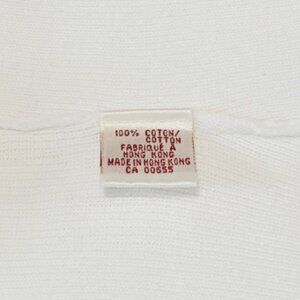 100% COTON/
COTTON
FABRIQUÉ À
HONG KONG
MADE IN HONG KONG
CA 00655